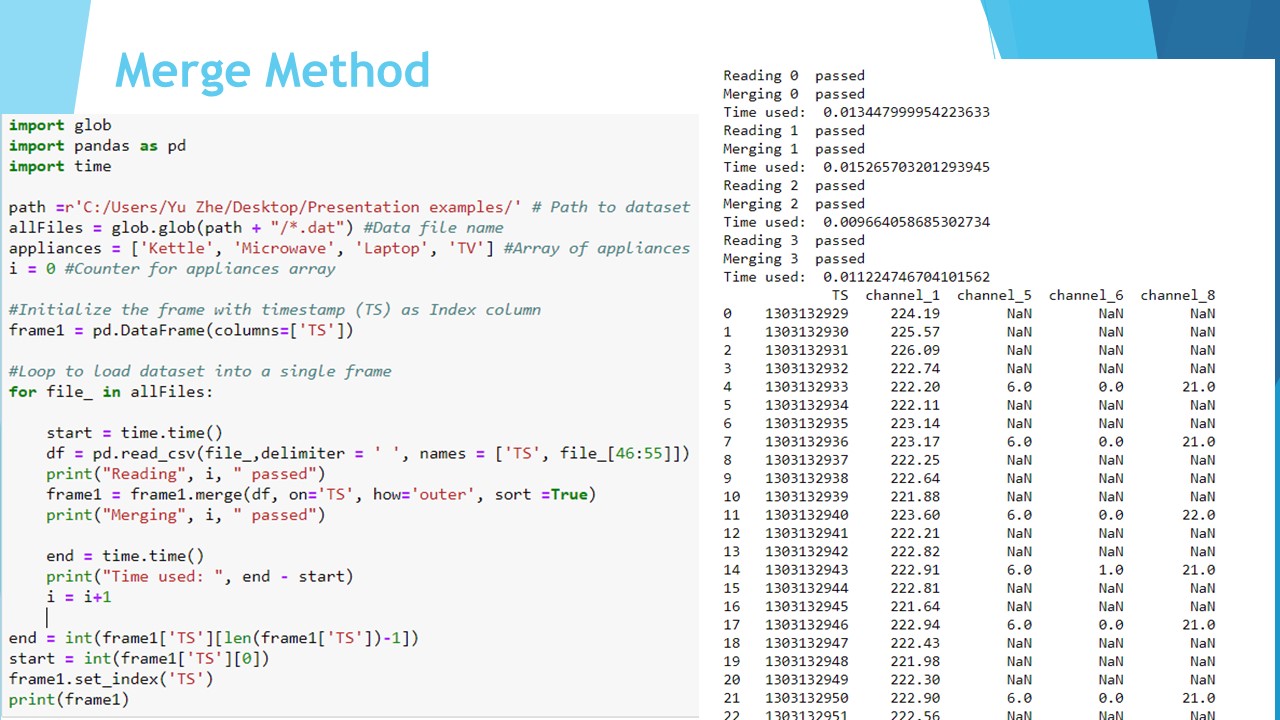 Merge Method
import glob
import pandas as pd
import time
path =r'C:/Users/Yu Zhe/Desktop/Presentation examples/' # Path to dataset
allFiles = glob.glob(path + "/*.dat") #Data file name
appliances = ['Kettle', 'Microwave', 'Laptop', 'TV'] #Array of appliances
i = 0 #Counter for appliances array
#Initialize the frame with timestamp (TS) as Index column
frame1 = pd.DataFrame(columns=['TS'])
#Loop to load dataset into a single frame
for file_ in allFiles:
    start = time.time()
    df = pd.read_csv(file_,delimiter = ' ', names = ['TS', file_[46:55]])
    print("Reading", i, " passed")
    frame1 = frame1.merge(df, on='TS', how='outer', sort =True)
    print("Merging", i, " passed")
    end = time.time()
    print("Time used: ", end - start)
    i = i+1
end = int(frame1['TS'][len(frame1['TS'])-1])
start = int(frame1['TS'][0])
frame1.set_index('TS')
print(frame1)
Reading 0  passed
Merging 0  passed
Time used:  0.013447999954223633
Reading 1  passed
Merging 1  passed
Time used:  0.015265703201293945
Reading 2  passed
Merging 2  passed
Time used:  0.009664058685302734
Reading 3  passed
Merging 3  passed
Time used:  0.011224746704101562
TS  channel_1  channel_5  channel_6  channel_8
0  1303132929  224.19  NaN  NaN  NaN
1  1303132930  225.57  NaN  NaN  NaN
2  1303132931  226.09  NaN  NaN  NaN
3  1303132932  222.74  NaN  NaN  NaN
4  1303132933  222.20  6.0  0.0  21.0
5  1303132934  222.11  NaN  NaN  NaN
6  1303132935  223.14  NaN  NaN  NaN
7  1303132936  223.17  6.0  0.0  21.0
8  1303132937  222.25  NaN  NaN  NaN
9  1303132938  222.64  NaN  NaN  NaN
10  1303132939  221.88  NaN  NaN  NaN
11  1303132940  223.60  6.0  0.0  22.0
12  1303132941  222.21  NaN  NaN  NaN
13  1303132942  222.82  NaN  NaN  NaN
14  1303132943  222.91  6.0  1.0  21.0
15  1303132944  222.81  NaN  NaN  NaN
16  1303132945  221.64  NaN  NaN  NaN
17  1303132946  222.94  6.0  0.0  21.0
18  1303132947  222.43  NaN  NaN  NaN
19  1303132948  221.98  NaN  NaN  NaN
20  1303132949  222.30  NaN  NaN  NaN
21  1303132950  222.90  6.0  0.0  21.0
22  1303132951  222.56  NaN  NaN  NaN